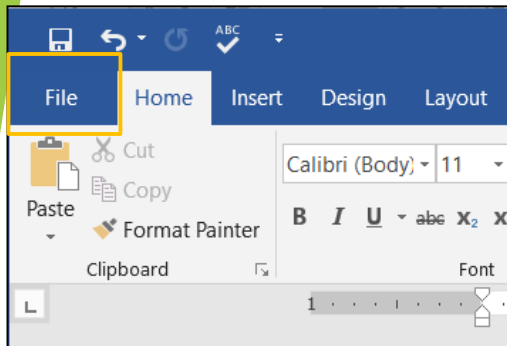 ABC
File Home Insert Design Layout
Cut
Calibri (Body) 11
Copy
Paste
B I U abc X₂ X
Format Painter
Clipboard Font
L 1